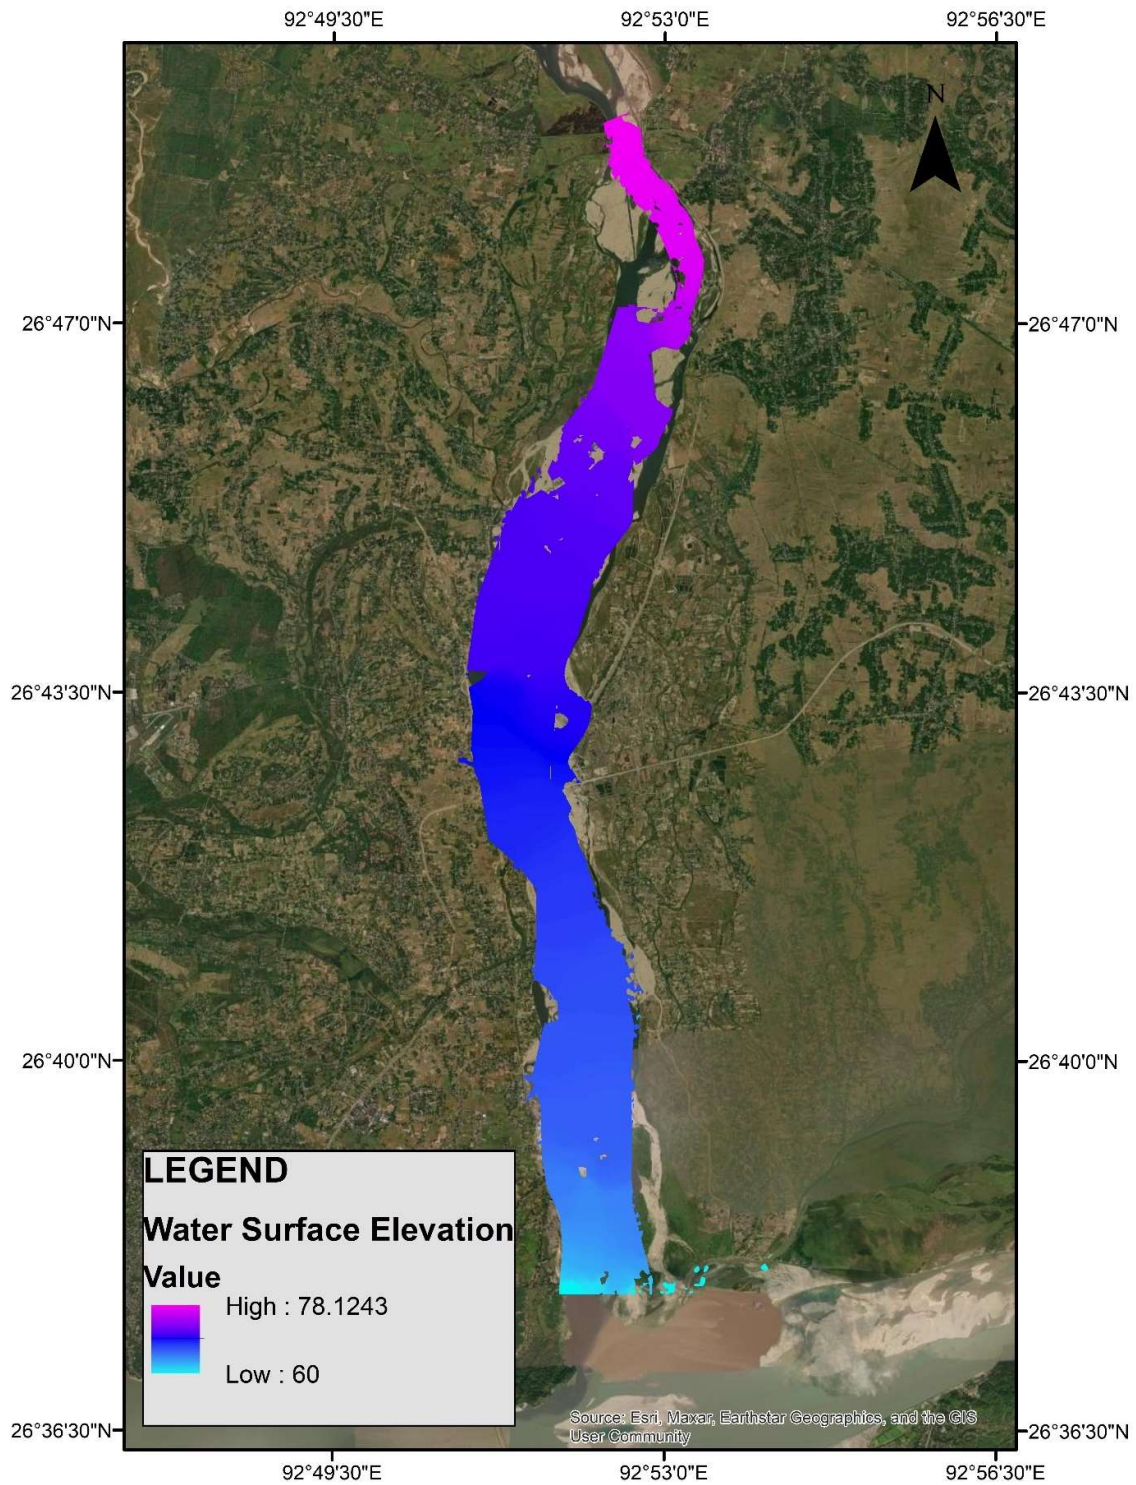 92°49'30"E 92°53'0"E 92°56'30"E
N
26°47'0"N 26°47'0"N
26°43'30"N 26°43'30"N
26°40'0"N 26°40'0"N
LEGEND
Water Surface Elevation
Value
High : 78.1243
Low : 60
Source: Esri, Maxar, Earthstar Geographics, and the GIS
User Community
26°36'30"N 26°36'30"N
92°49'30"E 92°53'0"E 92°56'30"E